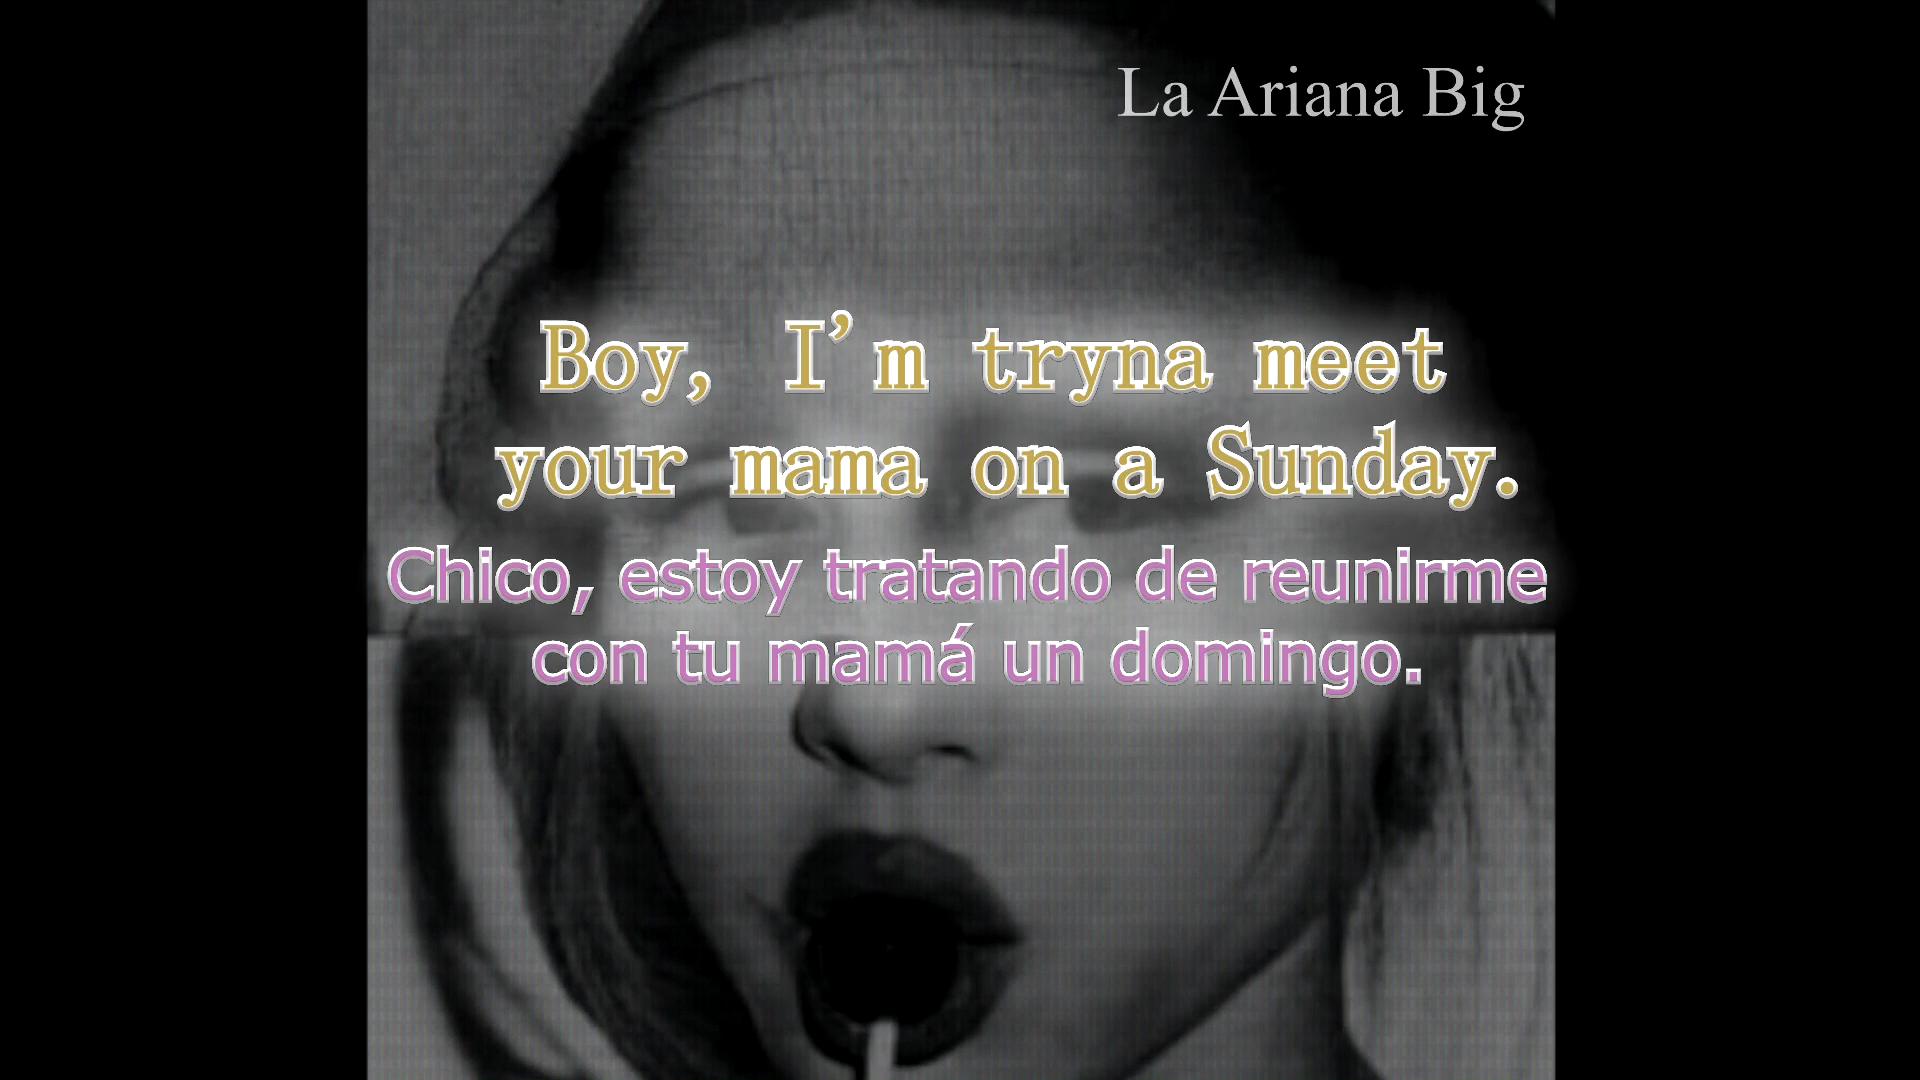 La Ariana Big
Boy, I'm tryna meet
your mama on a Sunday.
Chico, estoy tratando de reunirme
con tu mamá un domingo.